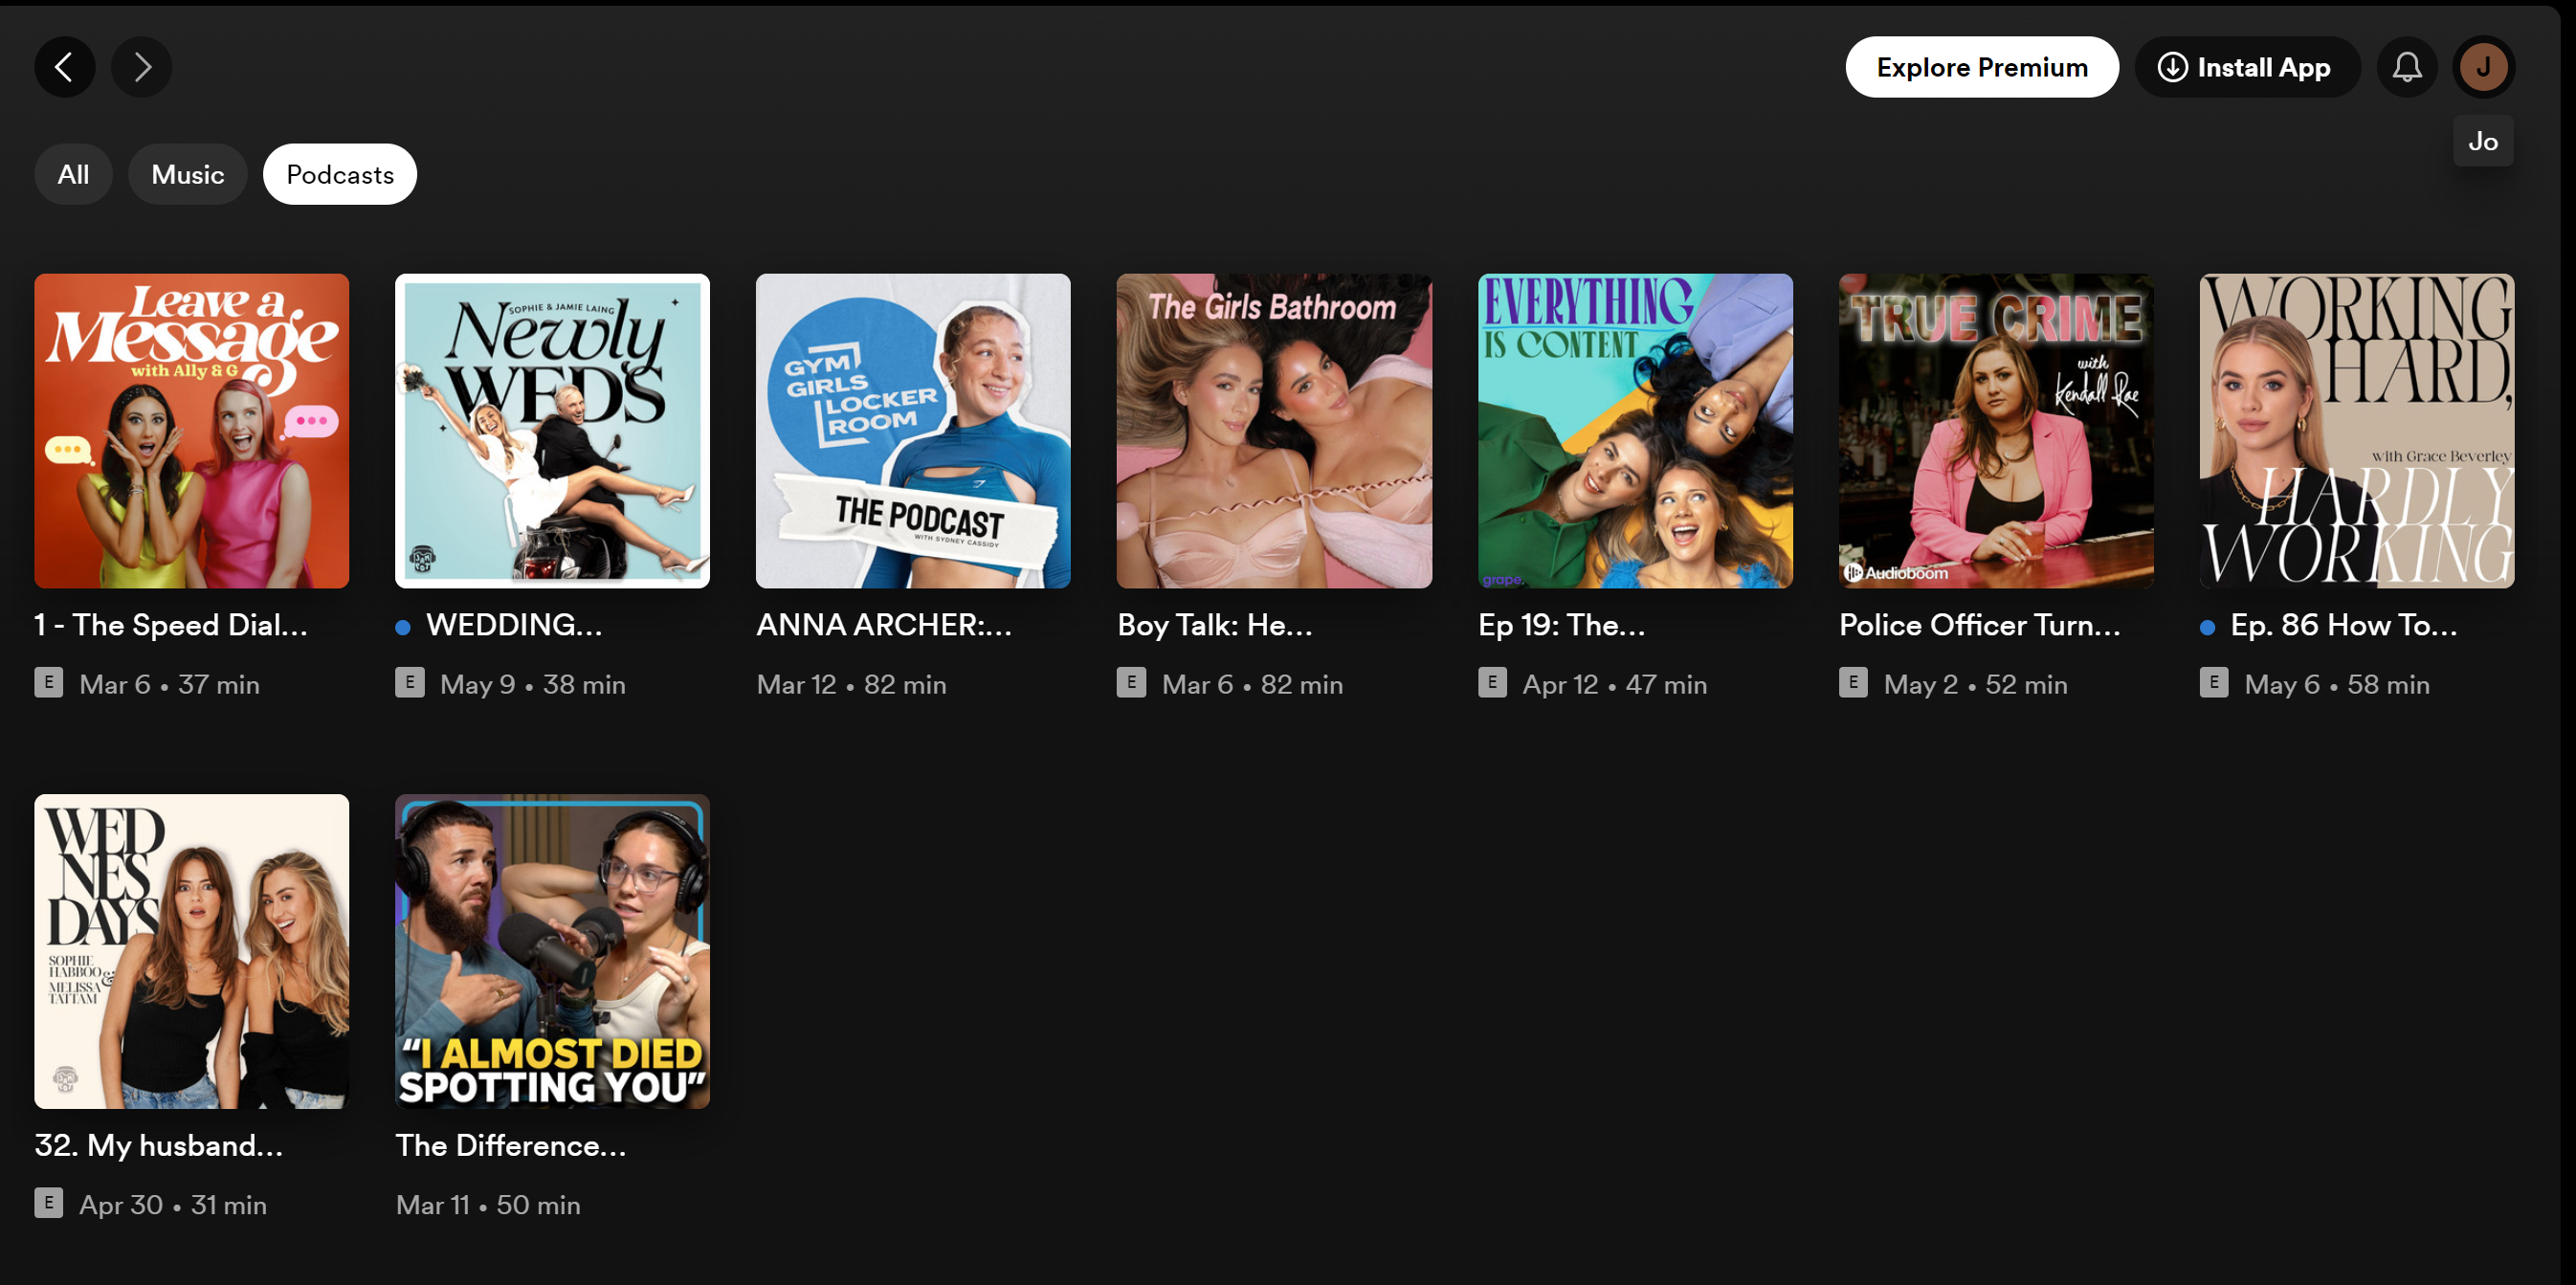 Explore Premium
Install App
J
Jo
All
Music
Podcasts
Leave a
Message
with Ally & G
SOPHIE & JAMIE LAING
Newly
WEDS
GYM
GIRLS
LOCKER
ROOM
THE PODCAST
WITH SYDNEY CASSIDY
The Girls Bathroom
EVERYTHING
IS CONTENT
grape.
TRUE CRIME
with
Kendall Rae
Audioboom
WORKING
HARD,
with Grace Beverley
HARDLY
WORKING
1 - The Speed Dial...
E Mar 6 • 37 min
WEDDING...
E May 9 • 38 min
ANNA ARCHER:...
Mar 12 • 82 min
Boy Talk: He...
E Mar 6 • 82 min
Ep 19: The...
E Apr 12 • 47 min
Police Officer Turn...
E May 2 • 52 min
Ep. 86 How To...
E May 6 • 58 min
WED
NES
DAYS
SOPHIE
HABBOO &
MELISSA
TATTAM
"I ALMOST DIED
SPOTTING YOU"
32. My husband...
E Apr 30 • 31 min
The Difference...
Mar 11 • 50 min